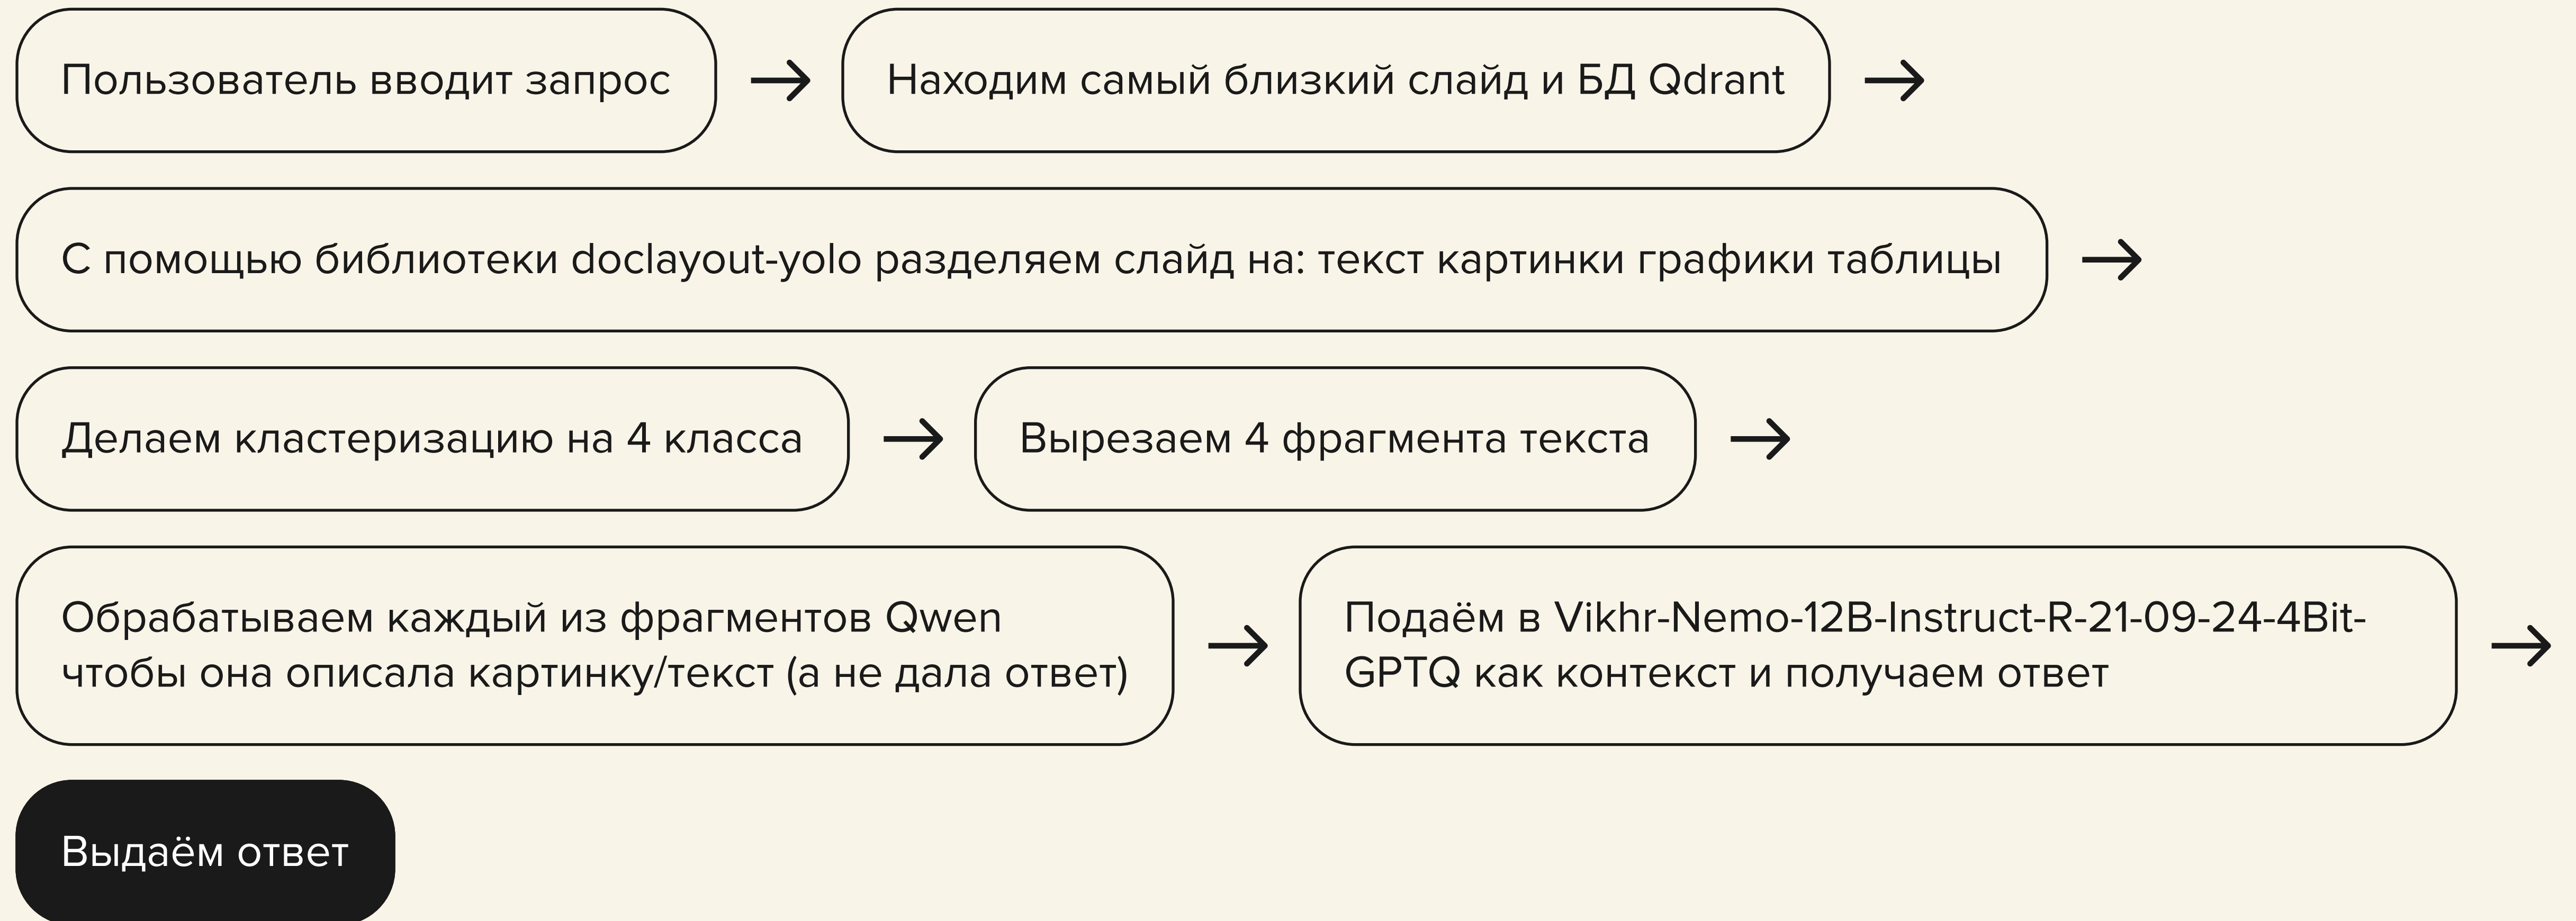 Пользователь вводит запрос
Находим самый близкий слайд и БД Qdrant
С помощью библиотеки doclayout-yolo разделяем слайд на: текст картинки графики таблицы
Делаем кластеризацию на 4 класса
Вырезаем 4 фрагмента текста
Обрабатываем каждый из фрагментов Qwen
чтобы она описала картинку/текст (а не дала ответ)
Подаём в Vikhr-Nemo-12B-Instruct-R-21-09-24-4Bit-
GPTQ как контекст и получаем ответ
Выдаём ответ